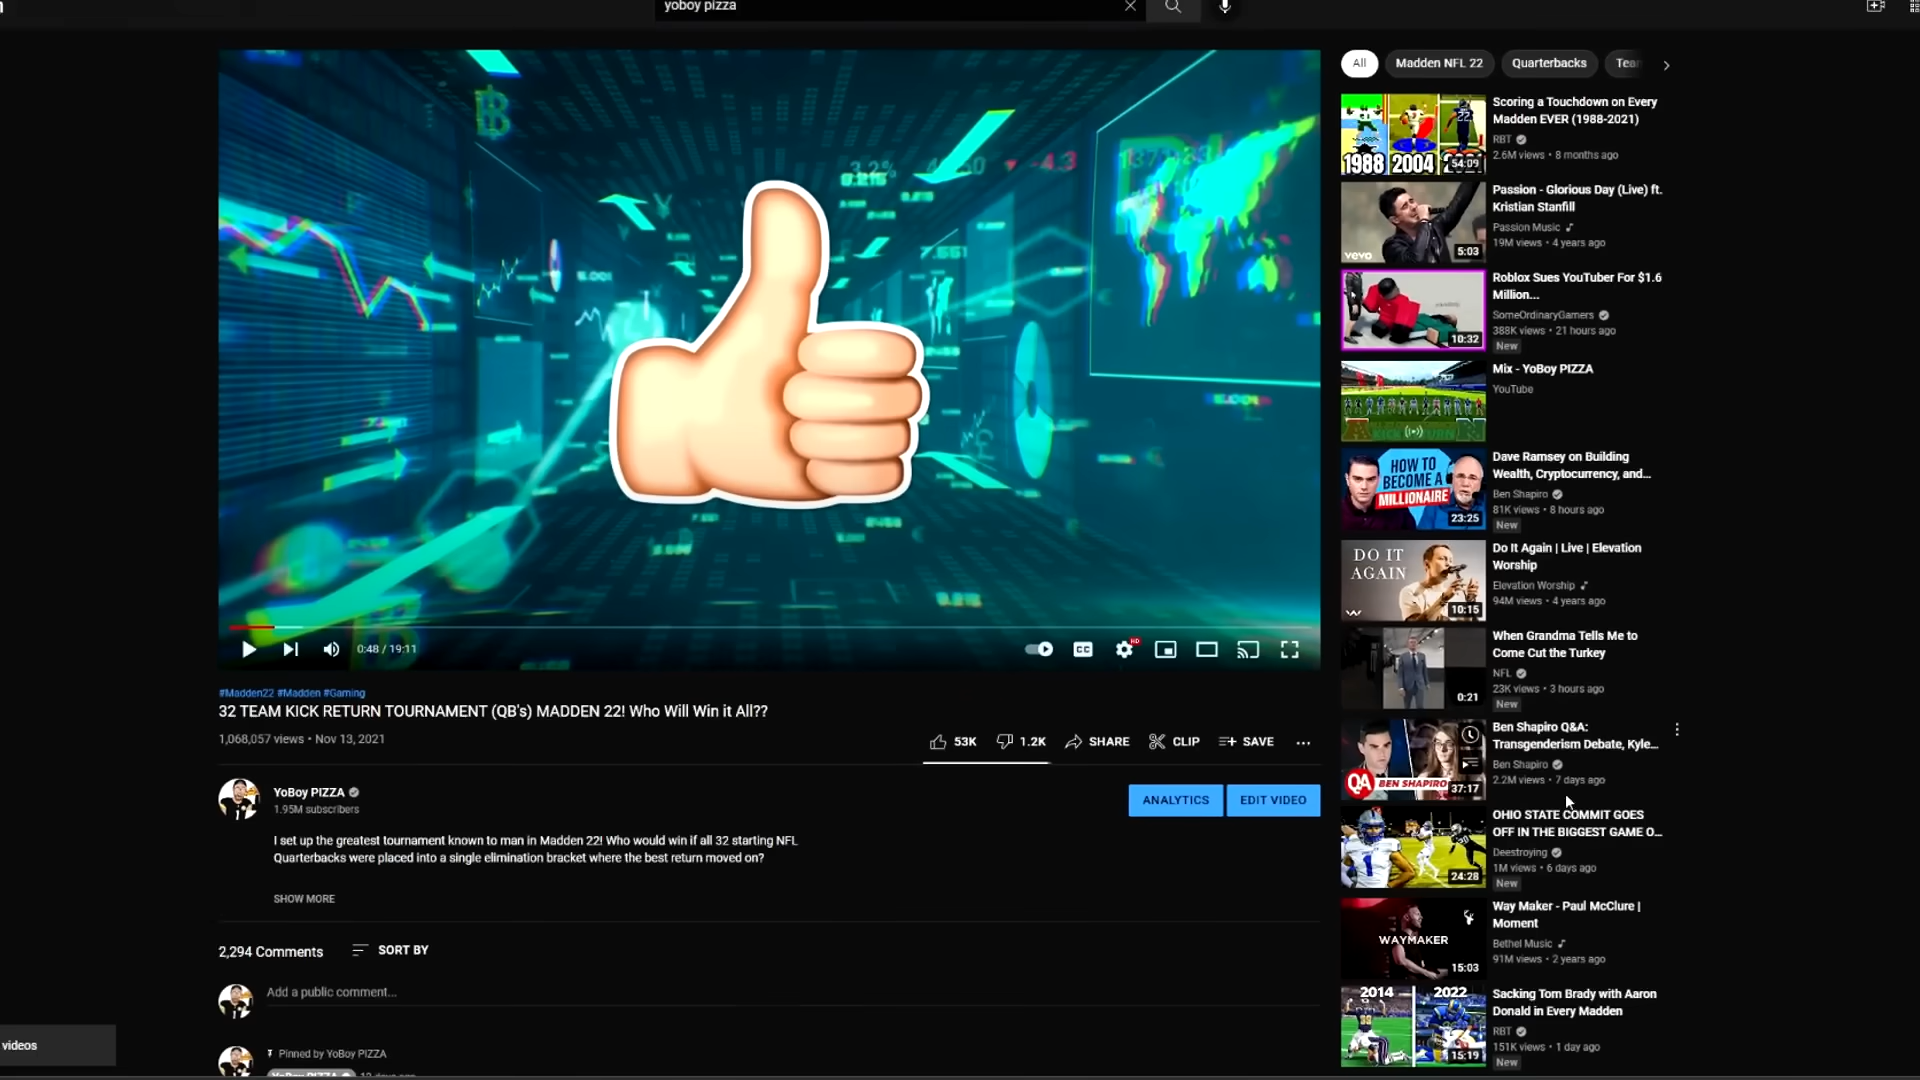 yoboy pizza
0:48 / 19:11
CC
HD
#Madden22 #Madden #Gaming
32 TEAM KICK RETURN TOURNAMENT (QB's) MADDEN 22! Who Will Win it All??
1,068,057 views • Nov 13, 2021
53K
1.2K
SHARE
CLIP
SAVE
YoBoy PIZZA
1.95M subscribers
ANALYTICS
EDIT VIDEO
I set up the greatest tournament known to man in Madden 22! Who would win if all 32 starting NFL
Quarterbacks were placed into a single elimination bracket where the best return moved on?
SHOW MORE
2,294 Comments
SORT BY
Add a public comment...
Pinned by YoBoy PIZZA
YoBoy PIZZA
videos
All
Madden NFL 22
Quarterbacks
1988 2004
54:09
Scoring a Touchdown on Every
Madden EVER (1988-2021)
RBT
2.6M views • 8 months ago
vevo
5:03
Passion - Glorious Day (Live) ft.
Kristian Stanfill
Passion Music
19M views • 4 years ago
10:32
Roblox Sues YouTuber For $1.6
Million...
SomeOrdinaryGamers
388K views • 21 hours ago
New
Mix - YoBoy PIZZA
YouTube
HOW TO
BECOME A
MILLIONAIRE
23:25
Dave Ramsey on Building
Wealth, Cryptocurrency, and...
Ben Shapiro
81K views • 8 hours ago
New
DO IT
AGAIN
10:15
Do It Again | Live | Elevation
Worship
Elevation Worship
94M views • 4 years ago
0:21
When Grandma Tells Me to
Come Cut the Turkey
NFL
23K views • 3 hours ago
New
QA
BEN SHAPIRO
37:17
Ben Shapiro Q&A:
Transgenderism Debate, Kyle...
Ben Shapiro
2.2M views • 7 days ago
1
24:28
OHIO STATE COMMIT GOES
OFF IN THE BIGGEST GAME O...
Deestroying
1M views • 6 days ago
New
WAYMAKER
15:03
Way Maker - Paul McClure |
Moment
Bethel Music
91M views • 2 years ago
2014 2022
15:19
Sacking Tom Brady with Aaron
Donald in Every Madden
RBT
151K views • 1 day ago
New